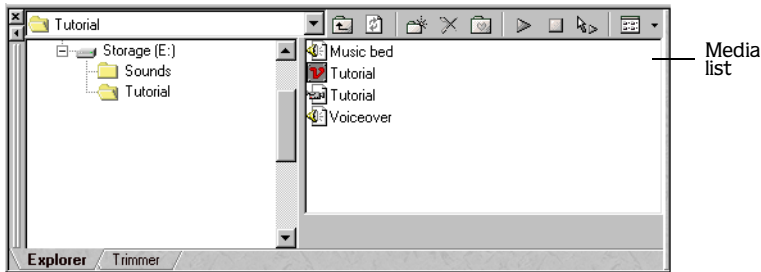 Tutorial
Storage (E:)
Sounds
Tutorial
Music bed
Tutorial
Tutorial
Voiceover
Media
list
Explorer
Trimmer